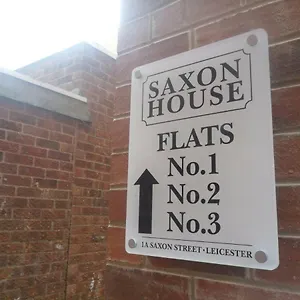 SAXON
HOUSE
FLATS
No.1
No.2
No.3
1A SAXON STREET · LEICESTER